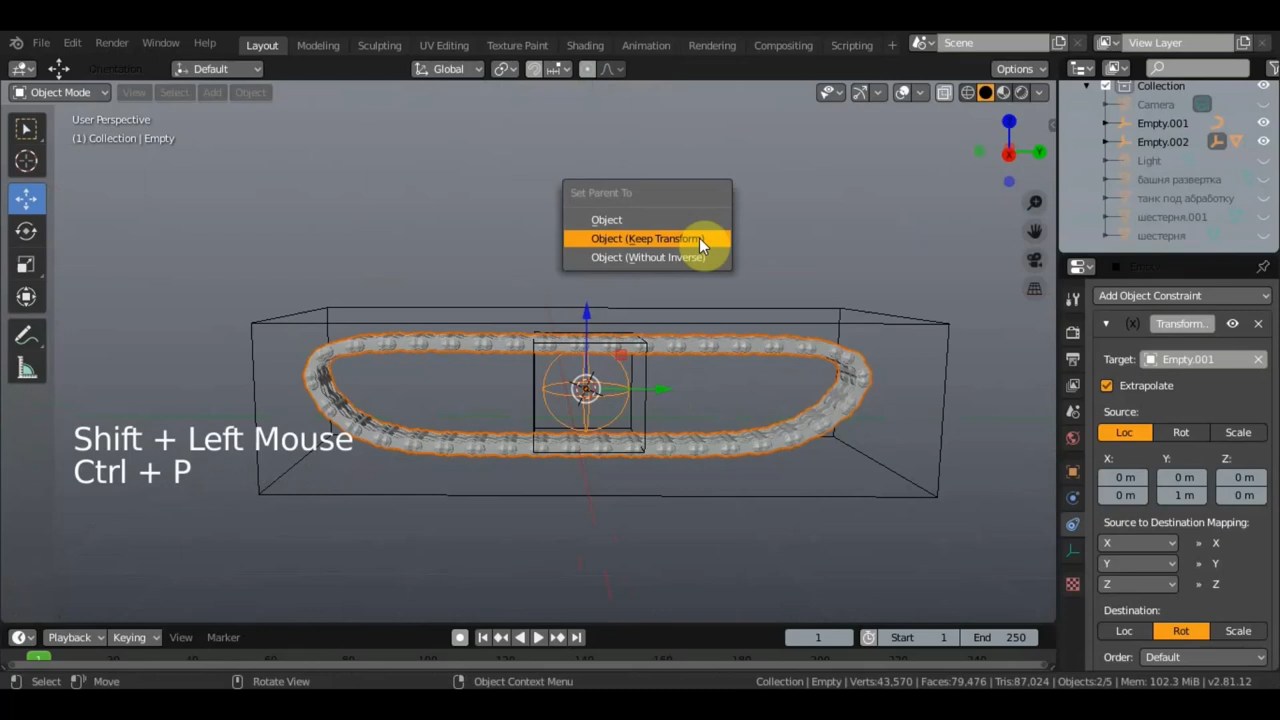 File Edit Render Window Help Layout Modeling Sculpting UV Editing Texture Paint Shading Animation Rendering Compositing Scripting Scene View Layer
Orientation Default Global Options
Object Mode View Select Add Object
User Perspective
(1) Collection | Empty
Collection
Camera
Empty.001
Empty.002
Light
башня развертка
танк под абработку
шестерня.001
шестерня
Set Parent To
Object
Object (Keep Transform)
Object (Without Inverse)
Shift + Left Mouse
Ctrl + P
Empty
Add Object Constraint
Transform..
Target: Empty.001
Extrapolate
Source:
Loc Rot Scale
X: Y: Z:
0 m 0 m 0 m
0 m 1 m 0 m
Source to Destination Mapping:
X » X
Y » Y
Z » Z
Destination:
Loc Rot Scale
Order: Default
Playback Keying View Marker 1 Start 1 End 250
1
Select Move Rotate View Object Context Menu Collection | Empty | Verts:43,570 | Faces:79,476 | Tris:87,024 | Objects:2/5 | Mem: 102.3 MiB | v2.81.12